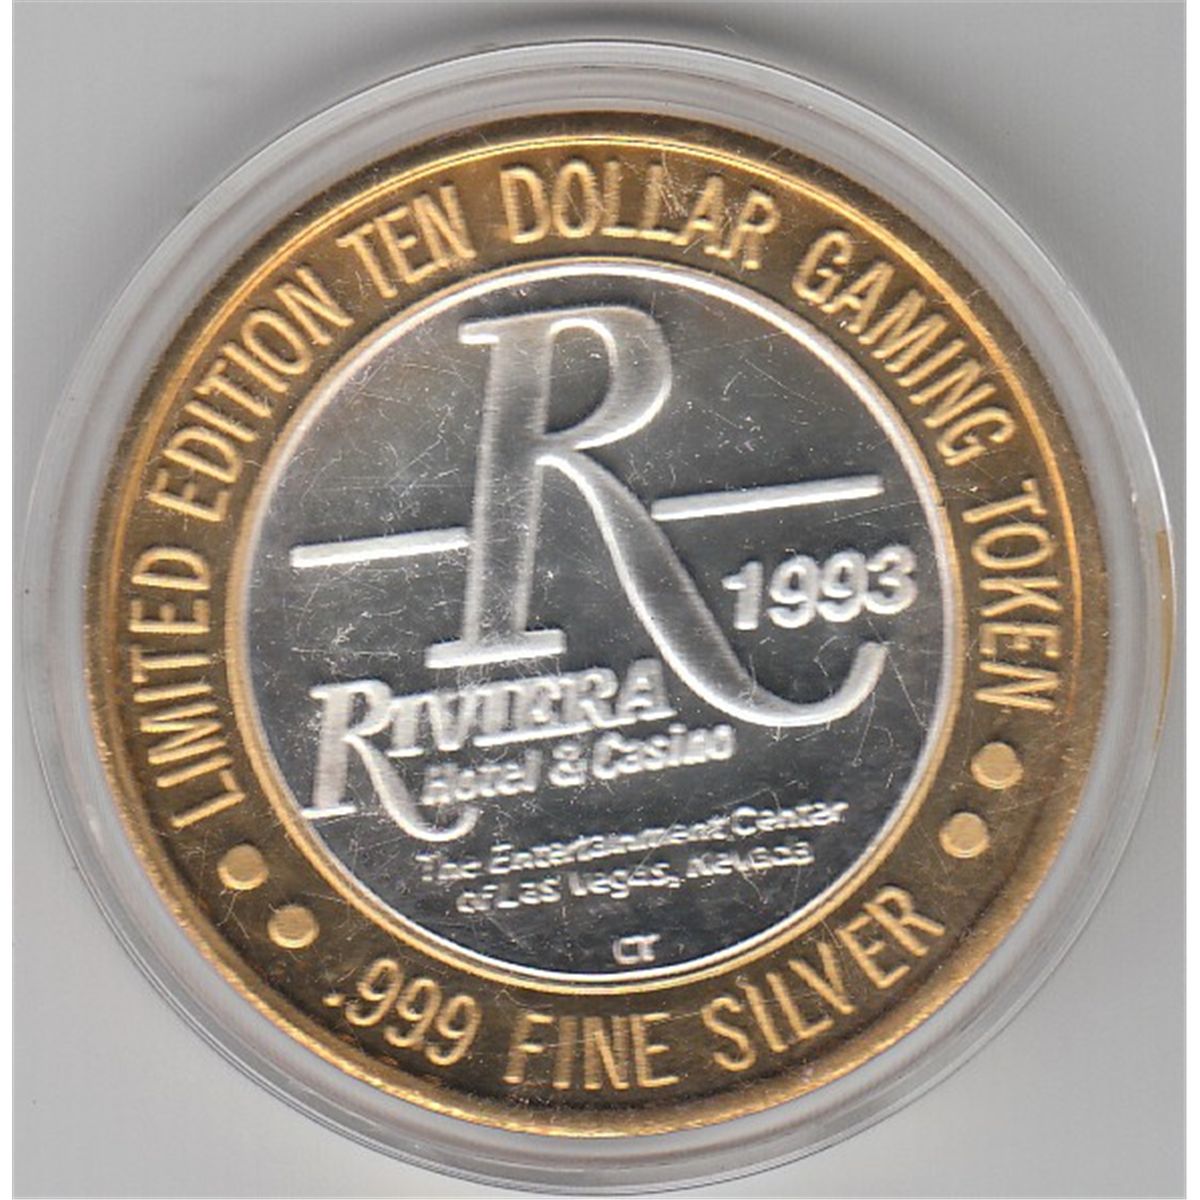 LIMITED EDITION TEN DOLLAR GAMING TOKEN
R
1993
RIVIERA
Hotel & Casino
The Entertainment Center
of Las Vegas, Nevada
CT
.999 FINE SILVER